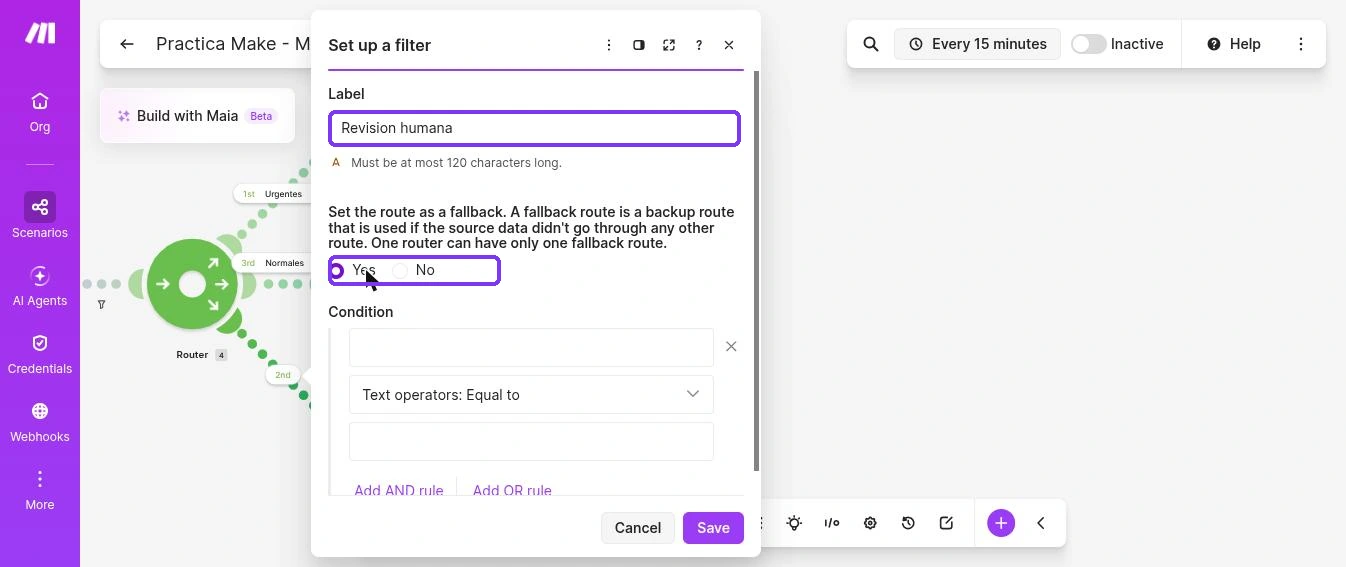 Practica Make - M
Build with Maia Beta
Org
Scenarios
AI Agents
Credentials
Webhooks
More
1st Urgentes
3rd Normales
Router 4
2nd
Set up a filter
?
Label
Revision humana
A Must be at most 120 characters long.
Set the route as a fallback. A fallback route is a backup route
that is used if the source data didn't go through any other
route. One router can have only one fallback route.
Yes No
Condition
Text operators: Equal to
Add AND rule Add OR rule
Cancel Save
Every 15 minutes Inactive Help